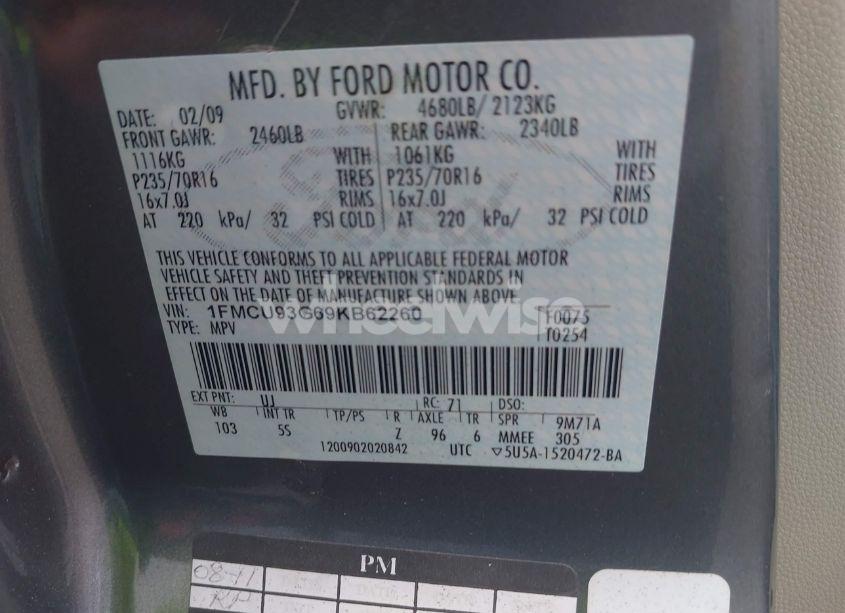 MFD. BY FORD MOTOR CO.
DATE: 02/09 GVWR: 4680LB/ 2123KG
FRONT GAWR: 2460LB REAR GAWR: 2340LB
1116KG WITH 1061KG WITH
P235/70R16 TIRES P235/70R16 TIRES
16x7.0J RIMS 16x7.0J RIMS
AT 220 kPa/ 32 PSI COLD AT 220 kPa/ 32 PSI COLD
THIS VEHICLE CONFORMS TO ALL APPLICABLE FEDERAL MOTOR
VEHICLE SAFETY AND THEFT PREVENTION STANDARDS IN
EFFECT ON THE DATE OF MANUFACTURE SHOWN ABOVE.
wheelwise
VIN: 1FMCU93G69KB62260 F0075
TYPE: MPV T0254
EXT PNT: UJ RC: 71 DSO:
WB INT TR TP/PS R AXLE TR SPR 9M71A
103 5S Z 96 6 MMEE 305
1200902020842 UTC ▽5U5A-1520472-BA
PM
08-11